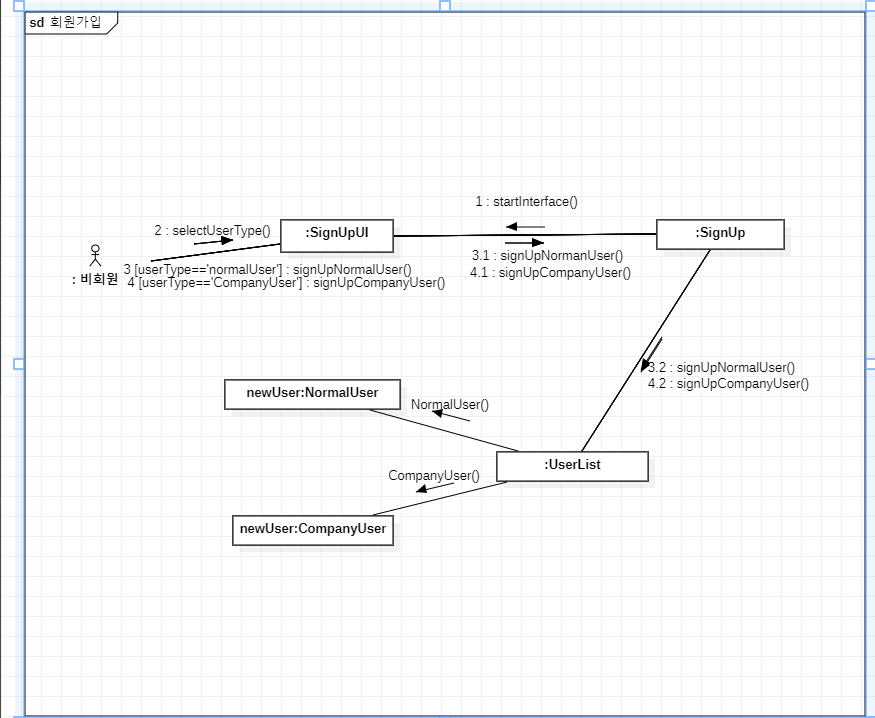 sd 회원가입
1 : startInterface()
2 : selectUserType()
:SignUpUI
:SignUp
3.1 : signUpNormanUser()
4.1 : signUpCompanyUser()
3 [userType=='normalUser'] : signUpNormalUser()
4 [userType=='CompanyUser'] : signUpCompanyUser()
: 비회원
3.2 : signUpNormalUser()
4.2 : signUpCompanyUser()
newUser:NormalUser
NormalUser()
:UserList
CompanyUser()
newUser:CompanyUser